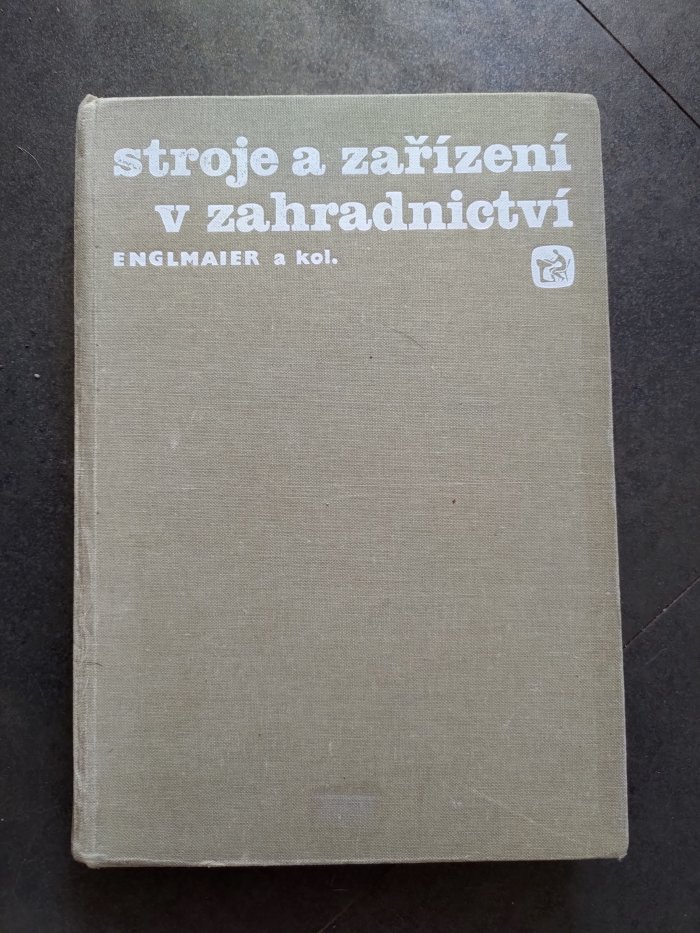 stroje a zařízení
v zahradnictví
ENGLMAIER a kol.